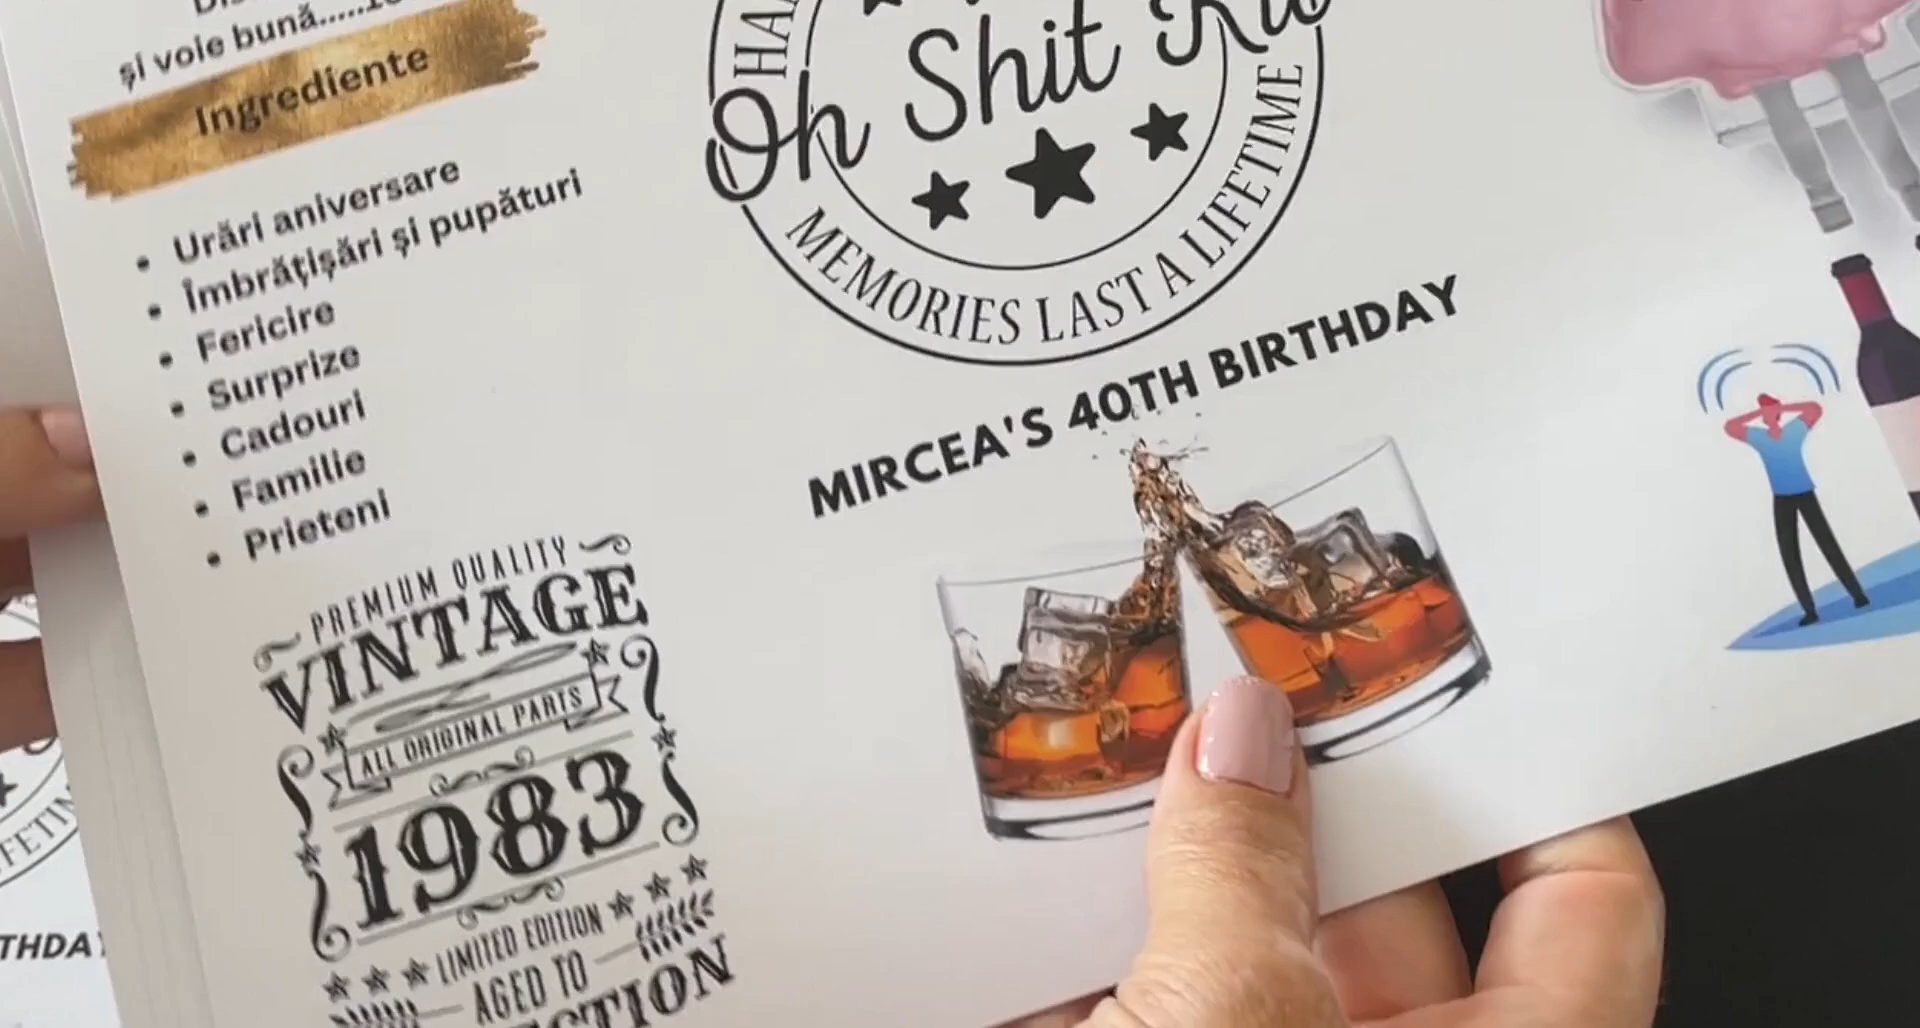 și voie bună.....
Ingrediente
• Urări aniversare
• Îmbrățișări și pupături
• Fericire
• Surprize
• Cadouri
• Familie
• Prieteni
PREMIUM QUALITY
VINTAGE
ALL ORIGINAL PARTS
1983
LIMITED EDITION
AGED TO
Oh Shit
MEMORIES LAST A LIFETIME
MIRCEA'S 40TH BIRTHDAY